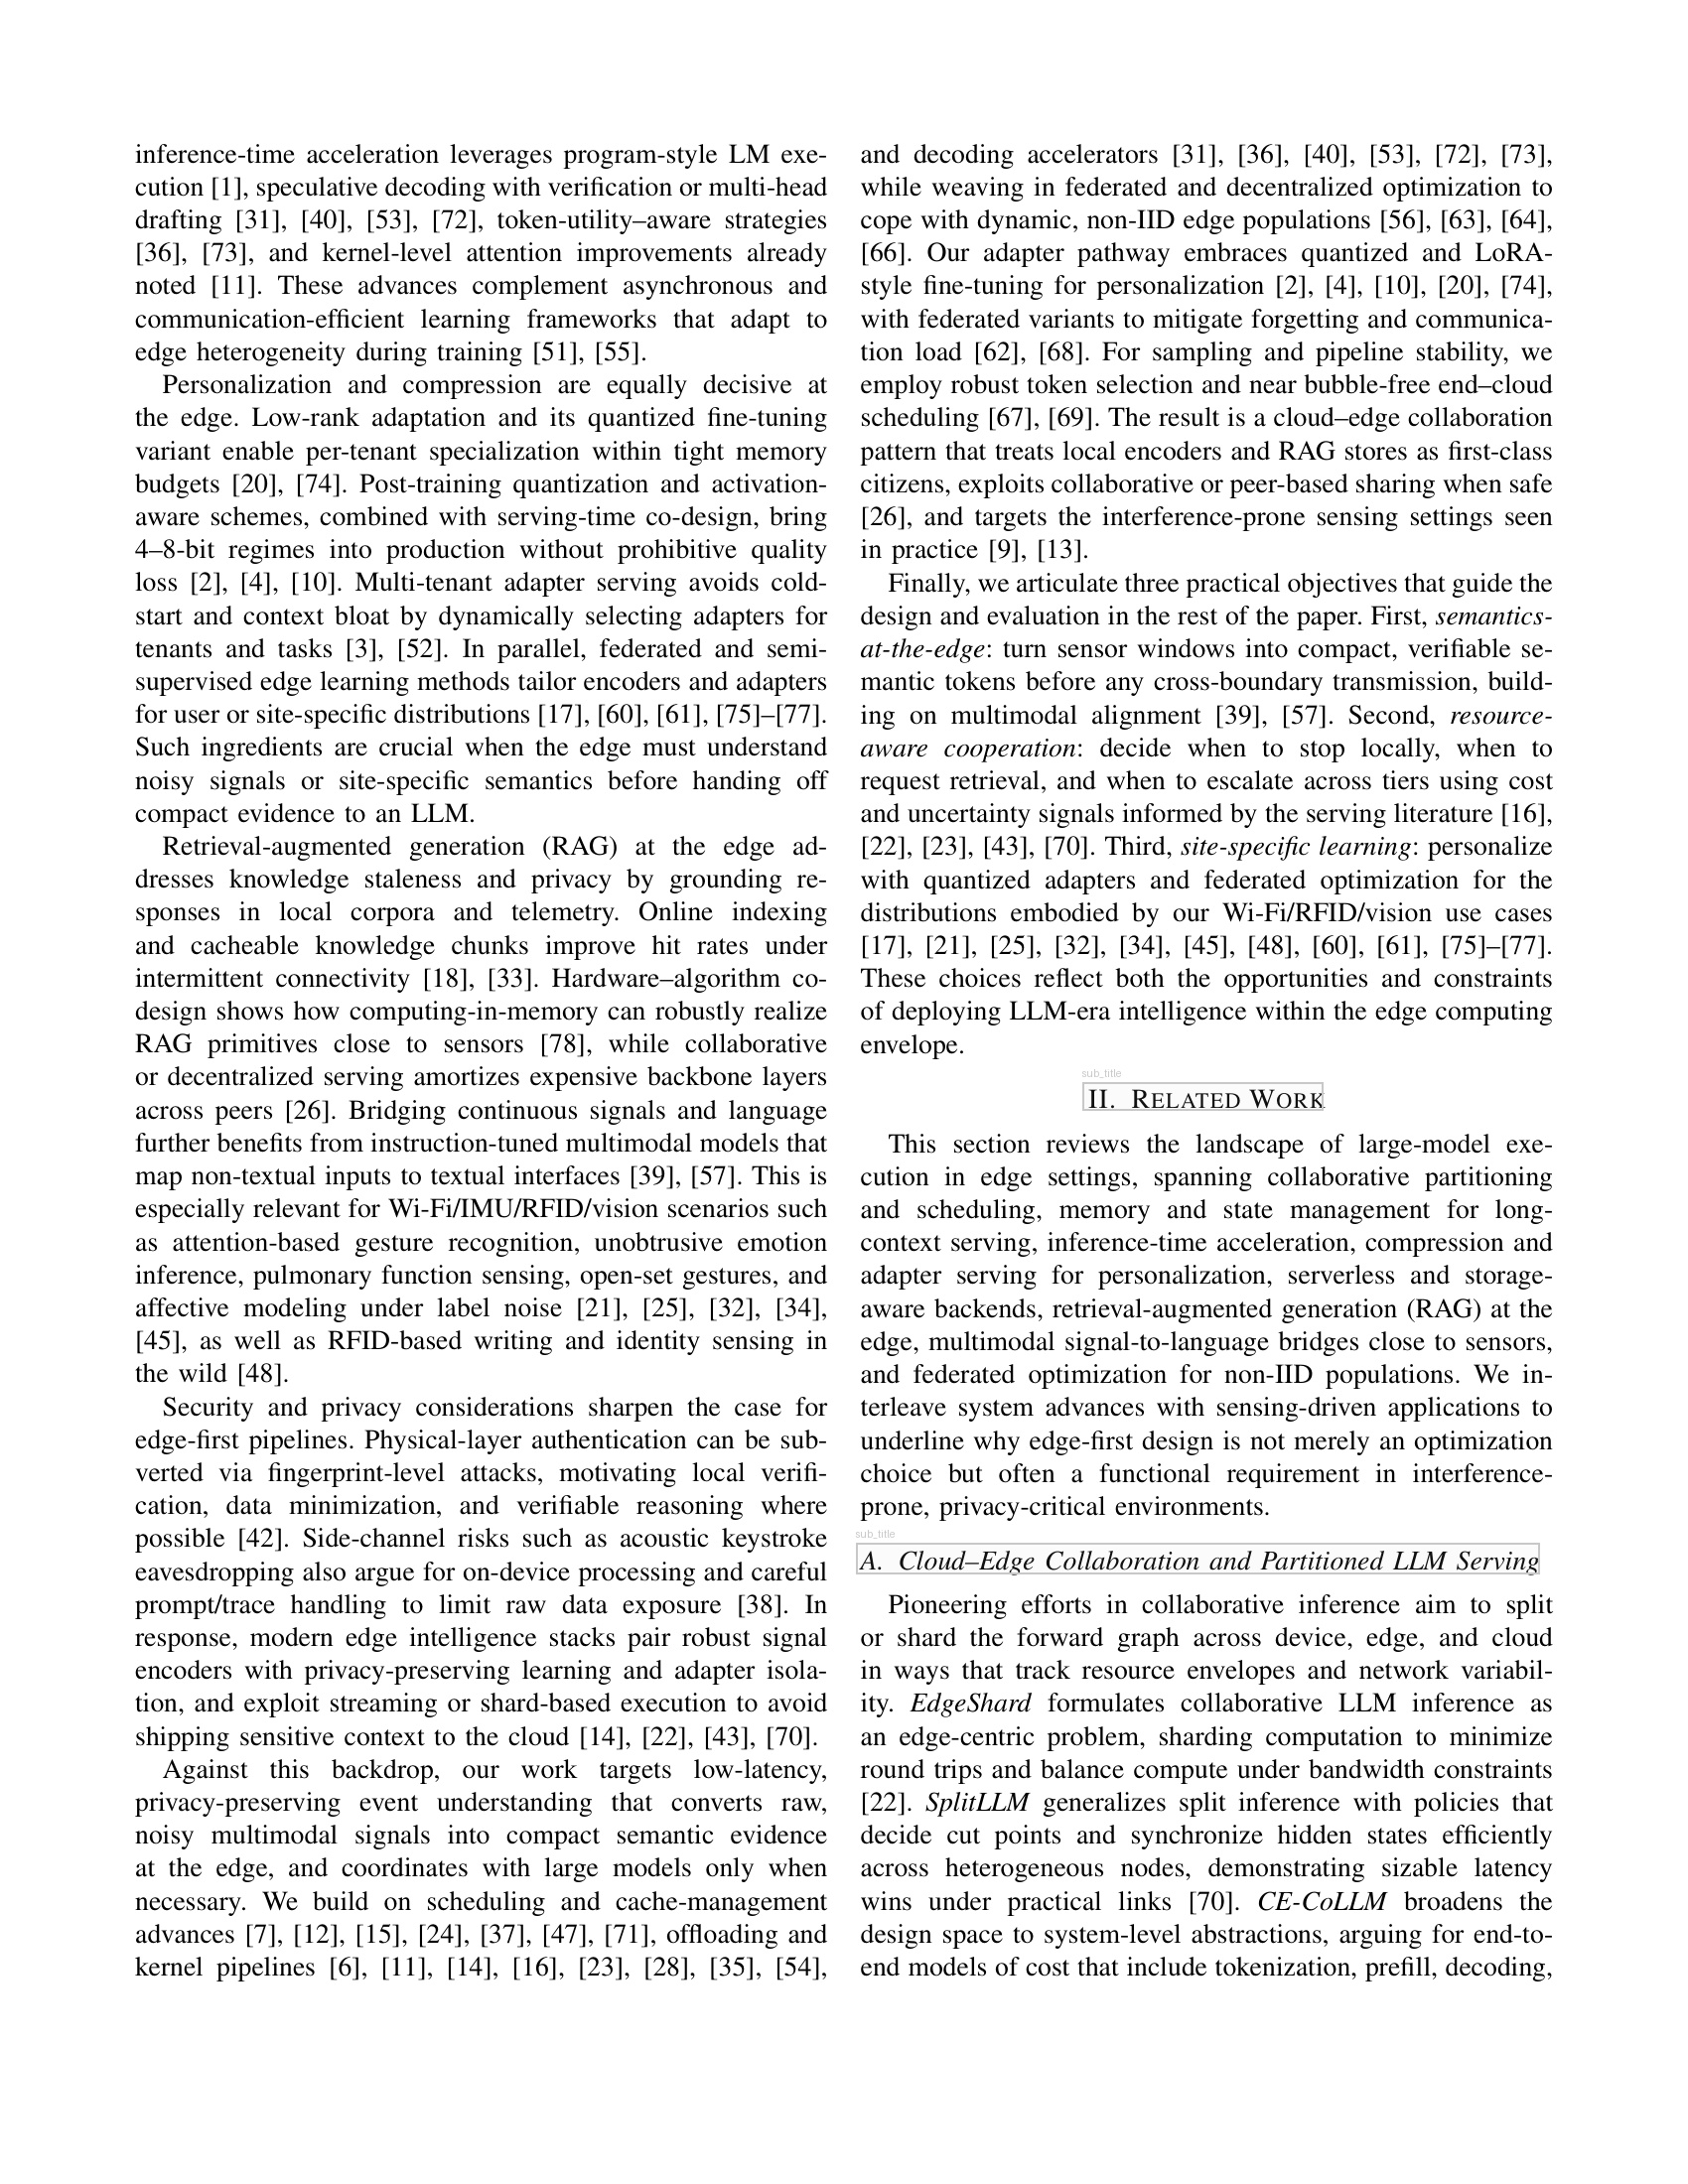 inference-time acceleration leverages program-style LM exe-
cution [1], speculative decoding with verification or multi-head
drafting [31], [40], [53], [72], token-utility–aware strategies
[36], [73], and kernel-level attention improvements already
noted [11]. These advances complement asynchronous and
communication-efficient learning frameworks that adapt to
edge heterogeneity during training [51], [55].
Personalization and compression are equally decisive at
the edge. Low-rank adaptation and its quantized fine-tuning
variant enable per-tenant specialization within tight memory
budgets [20], [74]. Post-training quantization and activation-
aware schemes, combined with serving-time co-design, bring
4–8-bit regimes into production without prohibitive quality
loss [2], [4], [10]. Multi-tenant adapter serving avoids cold-
start and context bloat by dynamically selecting adapters for
tenants and tasks [3], [52]. In parallel, federated and semi-
supervised edge learning methods tailor encoders and adapters
for user or site-specific distributions [17], [60], [61], [75]–[77].
Such ingredients are crucial when the edge must understand
noisy signals or site-specific semantics before handing off
compact evidence to an LLM.
Retrieval-augmented generation (RAG) at the edge ad-
dresses knowledge staleness and privacy by grounding re-
sponses in local corpora and telemetry. Online indexing
and cacheable knowledge chunks improve hit rates under
intermittent connectivity [18], [33]. Hardware–algorithm co-
design shows how computing-in-memory can robustly realize
RAG primitives close to sensors [78], while collaborative
or decentralized serving amortizes expensive backbone layers
across peers [26]. Bridging continuous signals and language
further benefits from instruction-tuned multimodal models that
map non-textual inputs to textual interfaces [39], [57]. This is
especially relevant for Wi-Fi/IMU/RFID/vision scenarios such
as attention-based gesture recognition, unobtrusive emotion
inference, pulmonary function sensing, open-set gestures, and
affective modeling under label noise [21], [25], [32], [34],
[45], as well as RFID-based writing and identity sensing in
the wild [48].
Security and privacy considerations sharpen the case for
edge-first pipelines. Physical-layer authentication can be sub-
verted via fingerprint-level attacks, motivating local verifi-
cation, data minimization, and verifiable reasoning where
possible [42]. Side-channel risks such as acoustic keystroke
eavesdropping also argue for on-device processing and careful
prompt/trace handling to limit raw data exposure [38]. In
response, modern edge intelligence stacks pair robust signal
encoders with privacy-preserving learning and adapter isola-
tion, and exploit streaming or shard-based execution to avoid
shipping sensitive context to the cloud [14], [22], [43], [70].
Against this backdrop, our work targets low-latency,
privacy-preserving event understanding that converts raw,
noisy multimodal signals into compact semantic evidence
at the edge, and coordinates with large models only when
necessary. We build on scheduling and cache-management
advances [7], [12], [15], [24], [37], [47], [71], offloading and
kernel pipelines [6], [11], [14], [16], [23], [28], [35], [54],
and decoding accelerators [31], [36], [40], [53], [72], [73],
while weaving in federated and decentralized optimization to
cope with dynamic, non-IID edge populations [56], [63], [64],
[66]. Our adapter pathway embraces quantized and LoRA-
style fine-tuning for personalization [2], [4], [10], [20], [74],
with federated variants to mitigate forgetting and communica-
tion load [62], [68]. For sampling and pipeline stability, we
employ robust token selection and near bubble-free end–cloud
scheduling [67], [69]. The result is a cloud–edge collaboration
pattern that treats local encoders and RAG stores as first-class
citizens, exploits collaborative or peer-based sharing when safe
[26], and targets the interference-prone sensing settings seen
in practice [9], [13].
Finally, we articulate three practical objectives that guide the
design and evaluation in the rest of the paper. First, semantics-
at-the-edge: turn sensor windows into compact, verifiable se-
mantic tokens before any cross-boundary transmission, build-
ing on multimodal alignment [39], [57]. Second, resource-
aware cooperation: decide when to stop locally, when to
request retrieval, and when to escalate across tiers using cost
and uncertainty signals informed by the serving literature [16],
[22], [23], [43], [70]. Third, site-specific learning: personalize
with quantized adapters and federated optimization for the
distributions embodied by our Wi-Fi/RFID/vision use cases
[17], [21], [25], [32], [34], [45], [48], [60], [61], [75]–[77].
These choices reflect both the opportunities and constraints
of deploying LLM-era intelligence within the edge computing
envelope.
sub_title
II. RELATED WORK
This section reviews the landscape of large-model exe-
cution in edge settings, spanning collaborative partitioning
and scheduling, memory and state management for long-
context serving, inference-time acceleration, compression and
adapter serving for personalization, serverless and storage-
aware backends, retrieval-augmented generation (RAG) at the
edge, multimodal signal-to-language bridges close to sensors,
and federated optimization for non-IID populations. We in-
terleave system advances with sensing-driven applications to
underline why edge-first design is not merely an optimization
choice but often a functional requirement in interference-
prone, privacy-critical environments.
sub_title
A. Cloud–Edge Collaboration and Partitioned LLM Serving
Pioneering efforts in collaborative inference aim to split
or shard the forward graph across device, edge, and cloud
in ways that track resource envelopes and network variabil-
ity. EdgeShard formulates collaborative LLM inference as
an edge-centric problem, sharding computation to minimize
round trips and balance compute under bandwidth constraints
[22]. SplitLLM generalizes split inference with policies that
decide cut points and synchronize hidden states efficiently
across heterogeneous nodes, demonstrating sizable latency
wins under practical links [70]. CE-CoLLM broadens the
design space to system-level abstractions, arguing for end-to-
end models of cost that include tokenization, prefill, decoding,